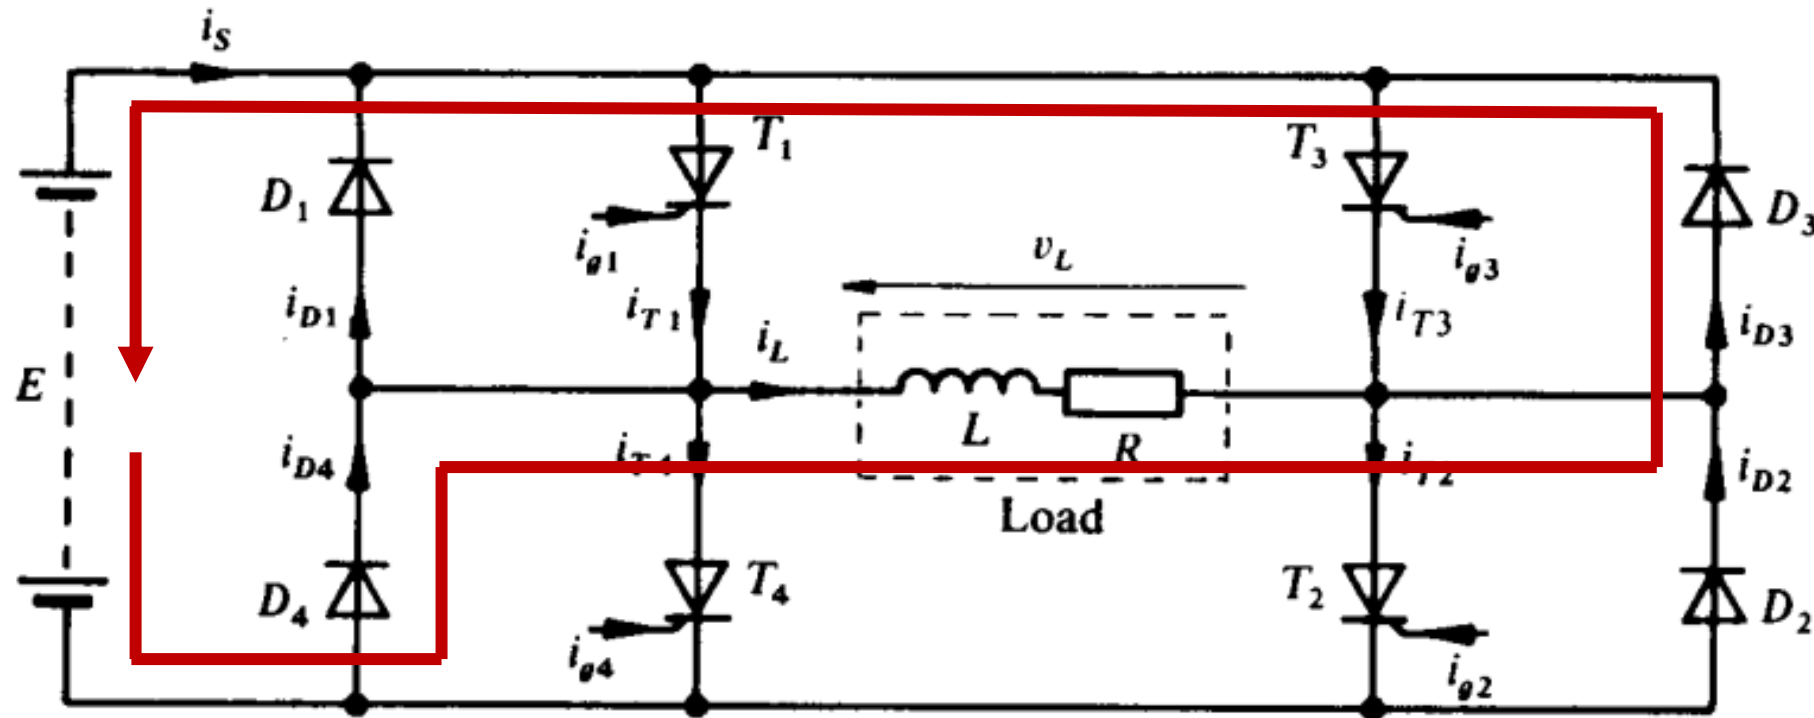 i_S
T_1
T_3
D_1
D_3
i_g1
v_L
i_g3
i_D1
i_T1
i_L
i_T3
i_D3
E
L
R
i_D4
i_D2
Load
D_4
T_4
T_2
D_2
i_g4
i_g2